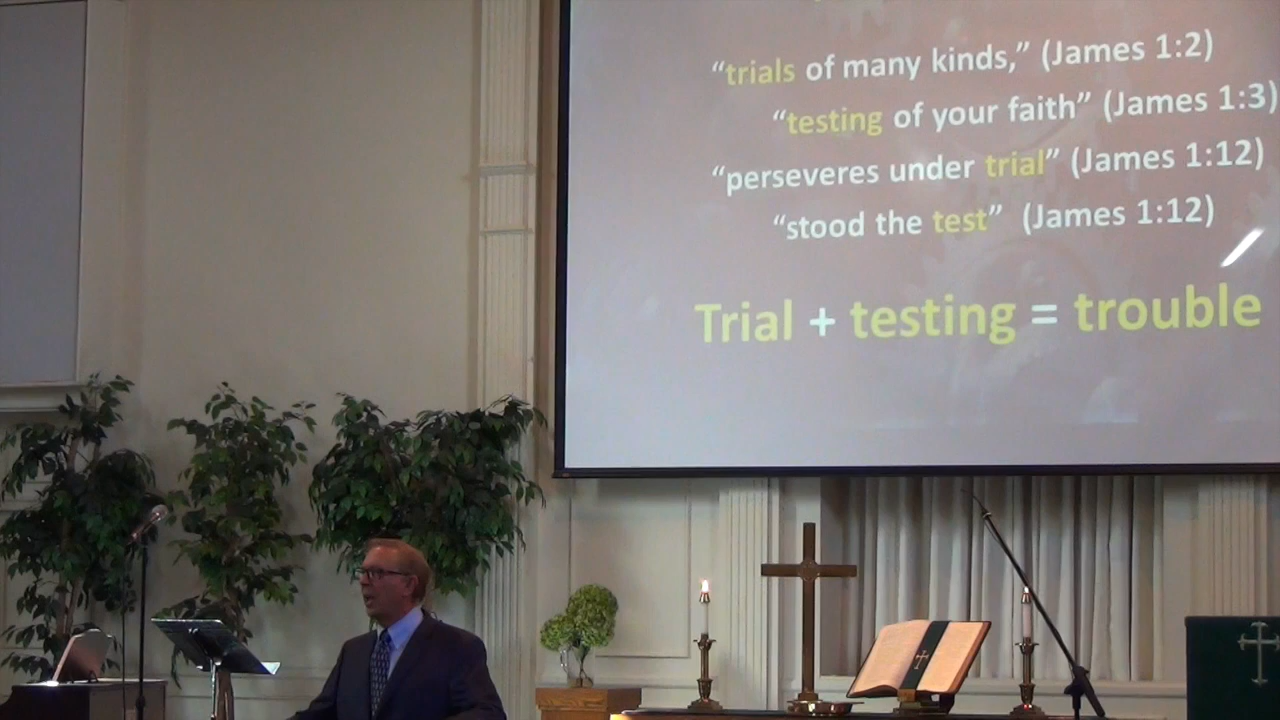 “trials of many kinds,” (James 1:2)
“testing of your faith” (James 1:3)
“perseveres under trial” (James 1:12)
“stood the test” (James 1:12)
Trial + testing = trouble